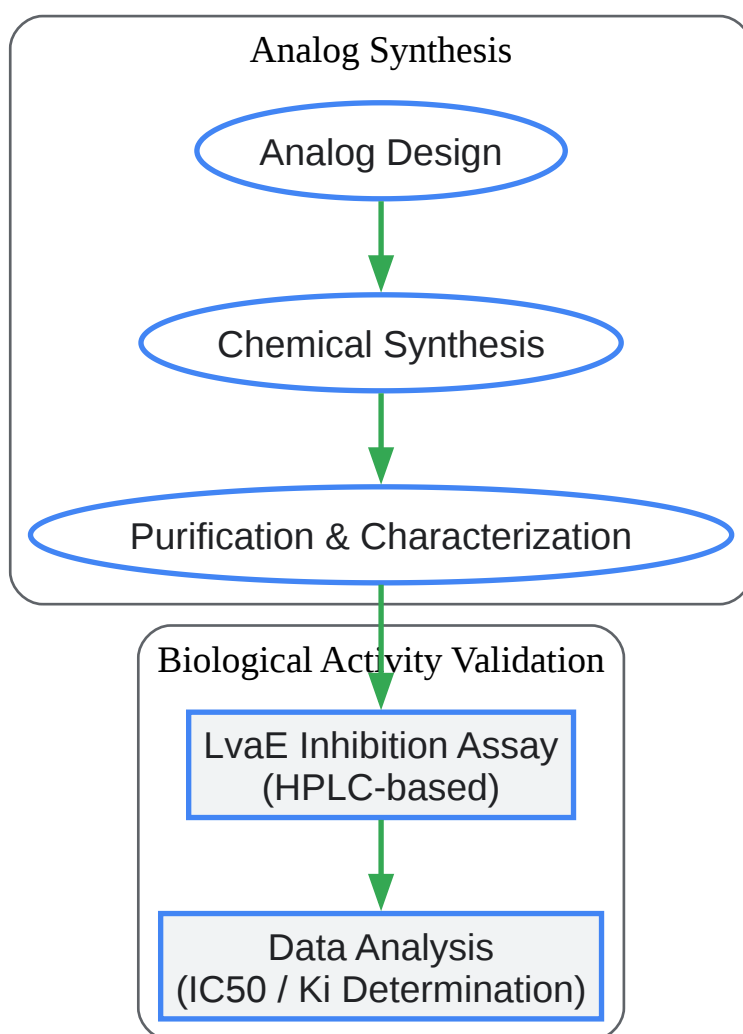 Analog Synthesis
Analog Design
Chemical Synthesis
Purification & Characterization
Biological Activity Validation
LvaE Inhibition Assay
(HPLC-based)
Data Analysis
(IC50 / Ki Determination)